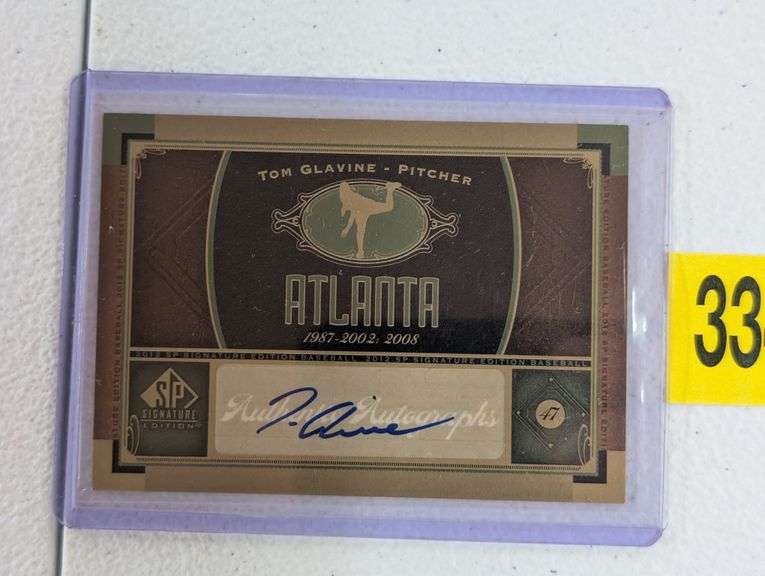 TOM GLAVINE - PITCHER
ATLANTA
1987-2002; 2008
2012 SP SIGNATURE EDITION BASEBALL 2012 SP SIGNATURE EDITION BASEBALL
SP
SIGNATURE
EDITION
Authentic Autographs
47
33